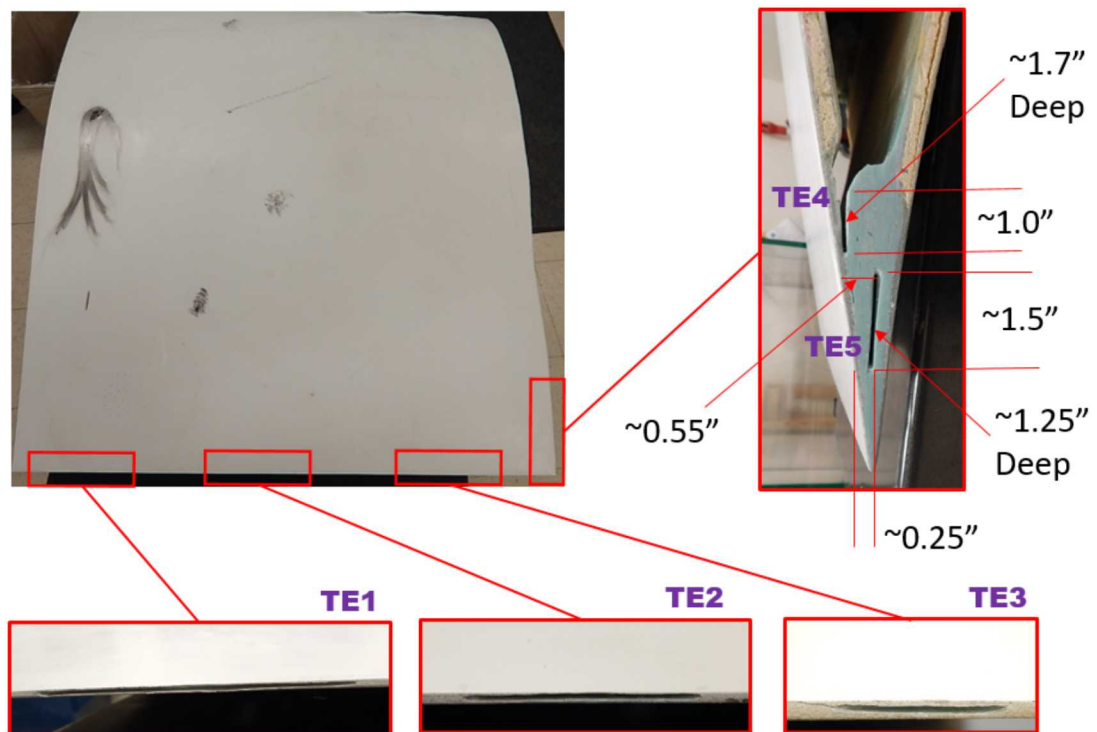 ~1.7”
Deep
TE4
~1.0”
~1.5”
TE5
~0.55”
~1.25”
Deep
~0.25”
TE1
TE2
TE3